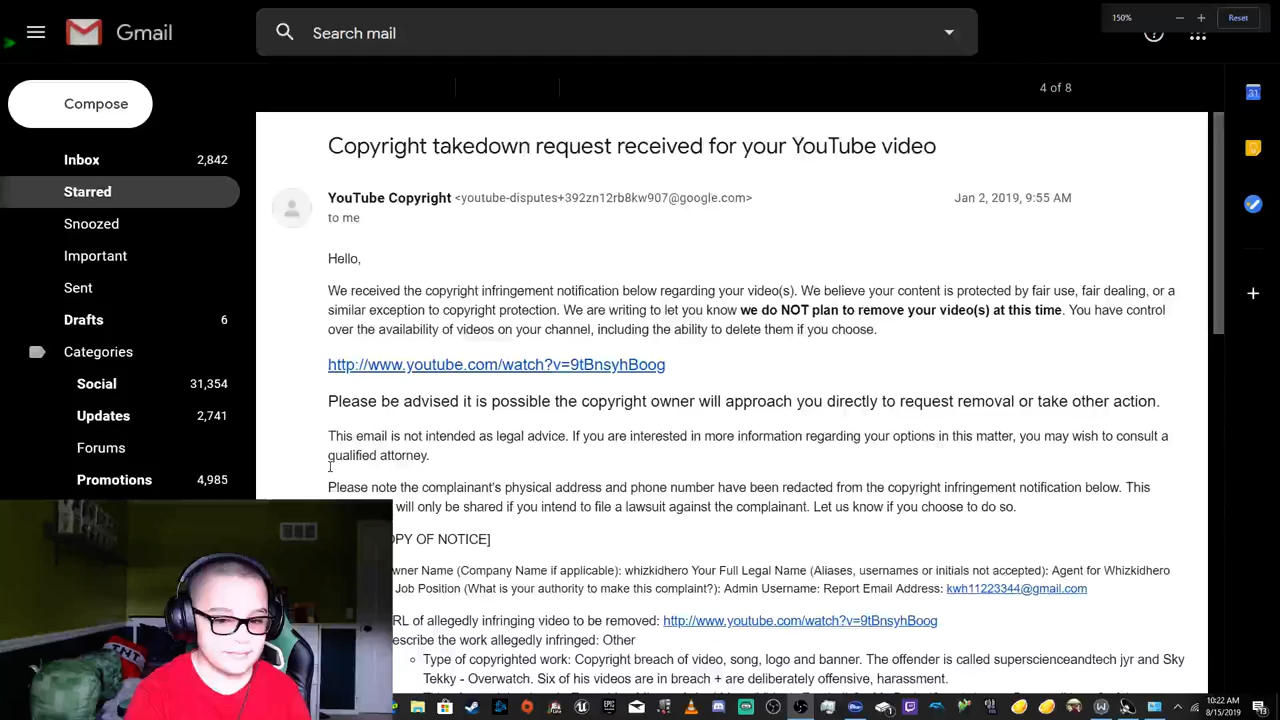 150%
Reset
Gmail
Search mail
Compose
4 of 8
31
Inbox 2,842
Starred
Snoozed
Important
Sent
Drafts 6
Categories
Social 31,354
Updates 2,741
Forums
Promotions 4,985
Copyright takedown request received for your YouTube video
YouTube Copyright <youtube-disputes+392zn12rb8kw907@google.com> Jan 2, 2019, 9:55 AM
to me
Hello,
We received the copyright infringement notification below regarding your video(s). We believe your content is protected by fair use, fair dealing, or a
similar exception to copyright protection. We are writing to let you know we do NOT plan to remove your video(s) at this time. You have control
over the availability of videos on your channel, including the ability to delete them if you choose.
http://www.youtube.com/watch?v=9tBnsyhBoog
Please be advised it is possible the copyright owner will approach you directly to request removal or take other action.
This email is not intended as legal advice. If you are interested in more information regarding your options in this matter, you may wish to consult a
qualified attorney.
Please note the complainant's physical address and phone number have been redacted from the copyright infringement notification below. This
will only be shared if you intend to file a lawsuit against the complainant. Let us know if you choose to do so.
OPY OF NOTICE]
wner Name (Company Name if applicable): whizkidhero Your Full Legal Name (Aliases, usernames or initials not accepted): Agent for Whizkidhero
Job Position (What is your authority to make this complaint?): Admin Username: Report Email Address: kwh11223344@gmail.com
RL of allegedly infringing video to be removed: http://www.youtube.com/watch?v=9tBnsyhBoog
escribe the work allegedly infringed: Other
Type of copyrighted work: Copyright breach of video, song, logo and banner. The offender is called superscienceandtech jyr and Sky
Tekky - Overwatch. Six of his videos are in breach + are deliberately offensive, harassment.
TNT
10:22 AM
8/15/2019